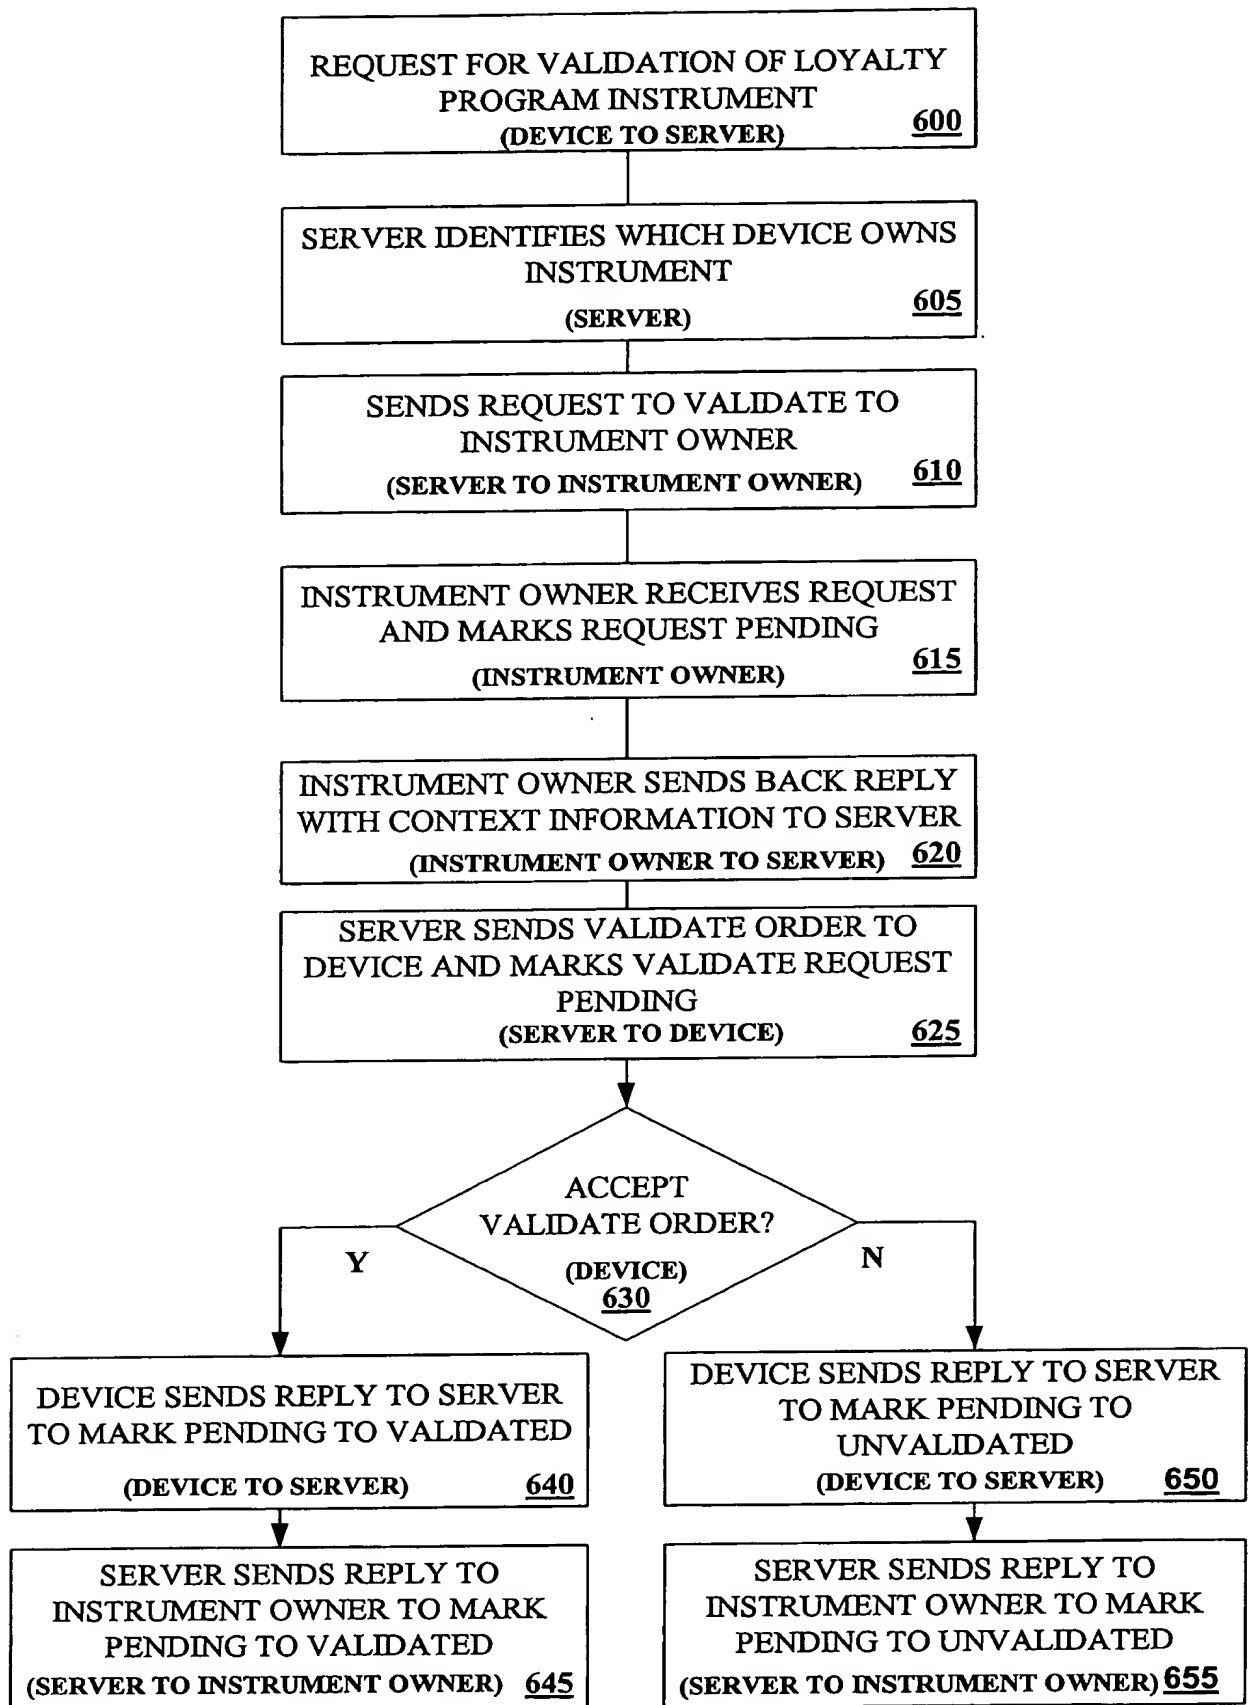 REQUEST FOR VALIDATION OF LOYALTY
PROGRAM INSTRUMENT
(DEVICE TO SERVER)
600
SERVER IDENTIFIES WHICH DEVICE OWNS
INSTRUMENT
(SERVER)
605
SENDS REQUEST TO VALIDATE TO
INSTRUMENT OWNER
(SERVER TO INSTRUMENT OWNER)
610
INSTRUMENT OWNER RECEIVES REQUEST
AND MARKS REQUEST PENDING
(INSTRUMENT OWNER)
615
INSTRUMENT OWNER SENDS BACK REPLY
WITH CONTEXT INFORMATION TO SERVER
(INSTRUMENT OWNER TO SERVER)
620
SERVER SENDS VALIDATE ORDER TO
DEVICE AND MARKS VALIDATE REQUEST
PENDING
(SERVER TO DEVICE)
625
ACCEPT
VALIDATE ORDER?
(DEVICE)
630
Y
N
DEVICE SENDS REPLY TO SERVER
TO MARK PENDING TO VALIDATED
(DEVICE TO SERVER)
640
DEVICE SENDS REPLY TO SERVER
TO MARK PENDING TO
UNVALIDATED
(DEVICE TO SERVER)
650
SERVER SENDS REPLY TO
INSTRUMENT OWNER TO MARK
PENDING TO VALIDATED
(SERVER TO INSTRUMENT OWNER)
645
SERVER SENDS REPLY TO
INSTRUMENT OWNER TO MARK
PENDING TO UNVALIDATED
(SERVER TO INSTRUMENT OWNER)
655